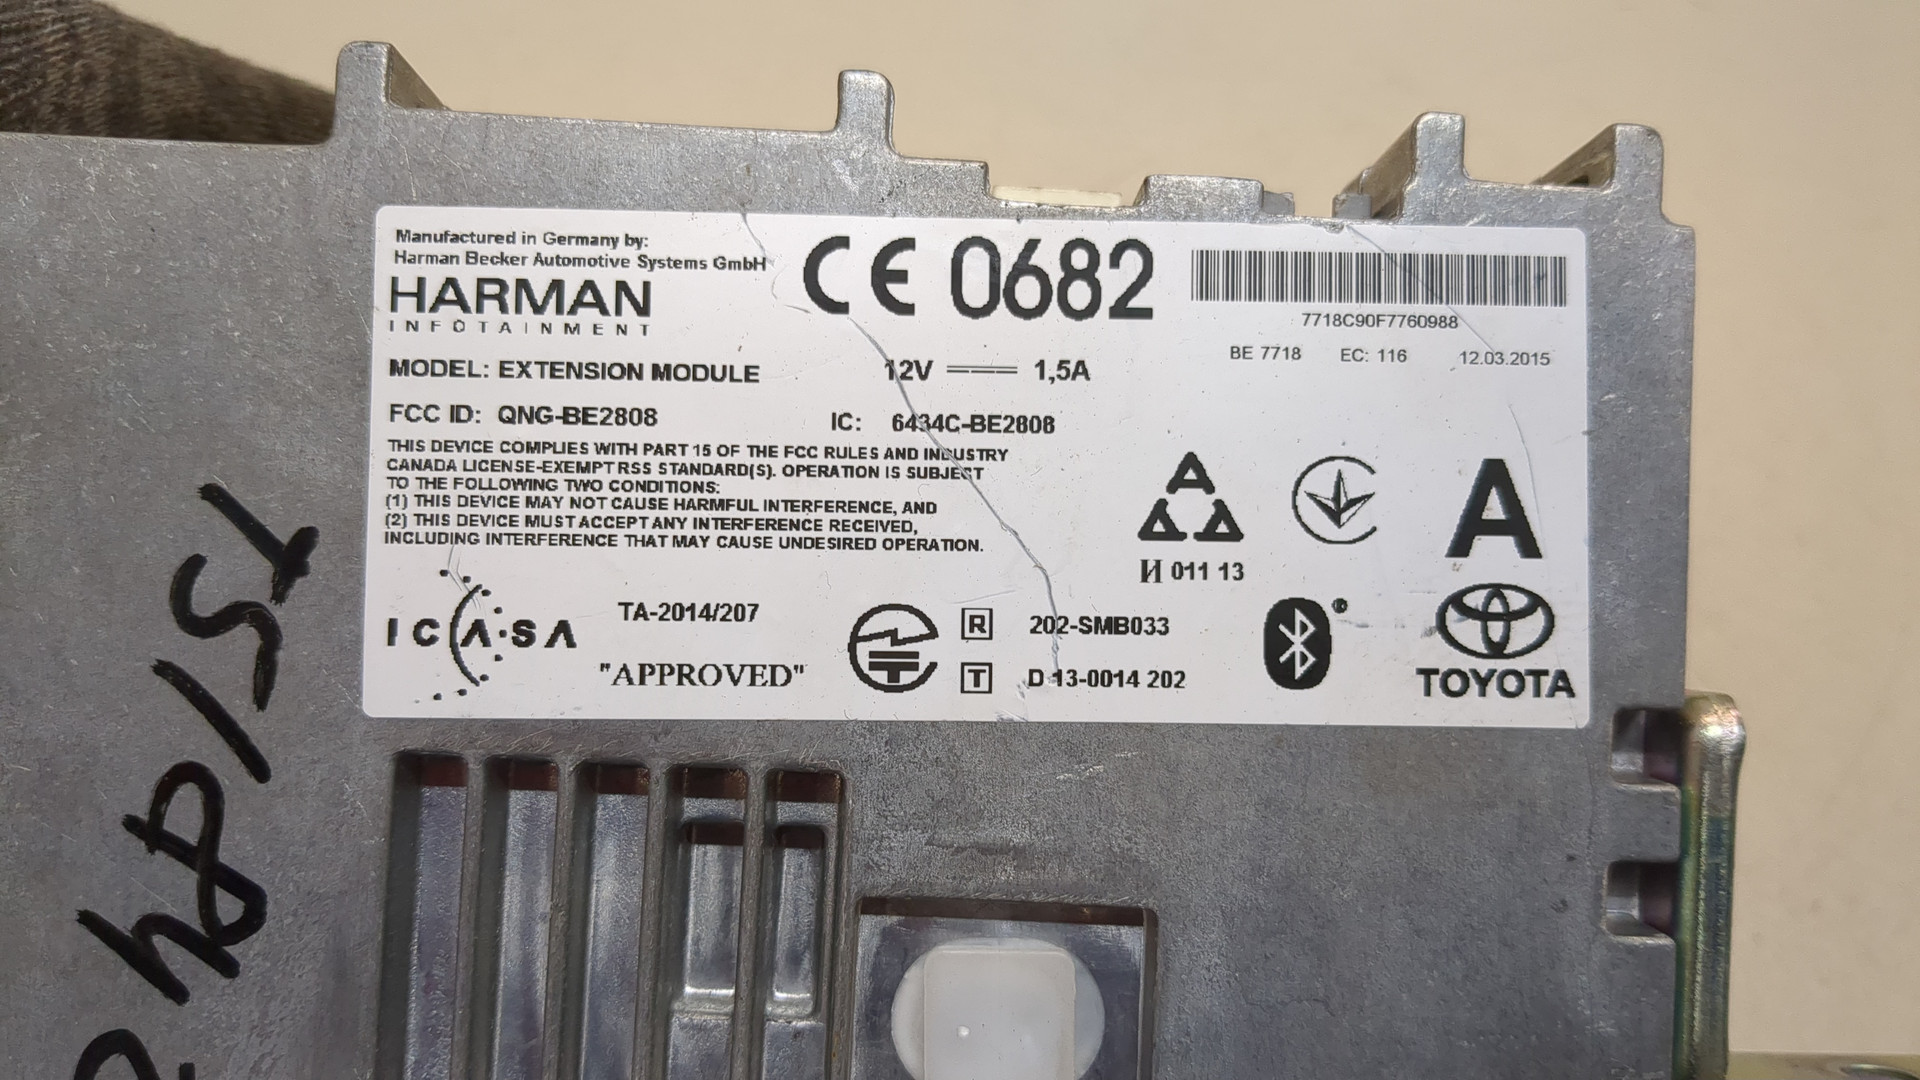 Manufactured in Germany by:
Harman Becker Automotive Systems GmbH
HARMAN
INFOTAINMENT
CE 0682
7718C90F7760988
BE 7718 EC: 116 12.03.2015
MODEL: EXTENSION MODULE 12V 1,5A
FCC ID: QNG-BE2808 IC: 6434C-BE2808
THIS DEVICE COMPLIES WITH PART 15 OF THE FCC RULES AND INDUSTRY
CANADA LICENSE-EXEMPT RSS STANDARD(S). OPERATION IS SUBJECT
TO THE FOLLOWING TWO CONDITIONS:
(1) THIS DEVICE MAY NOT CAUSE HARMFUL INTERFERENCE, AND
(2) THIS DEVICE MUST ACCEPT ANY INTERFERENCE RECEIVED,
INCLUDING INTERFERENCE THAT MAY CAUSE UNDESIRED OPERATION.
A
И 011 13
ICASA
TA-2014/207
"APPROVED"
R 202-SMB033
T D 13-0014 202
TOYOTA